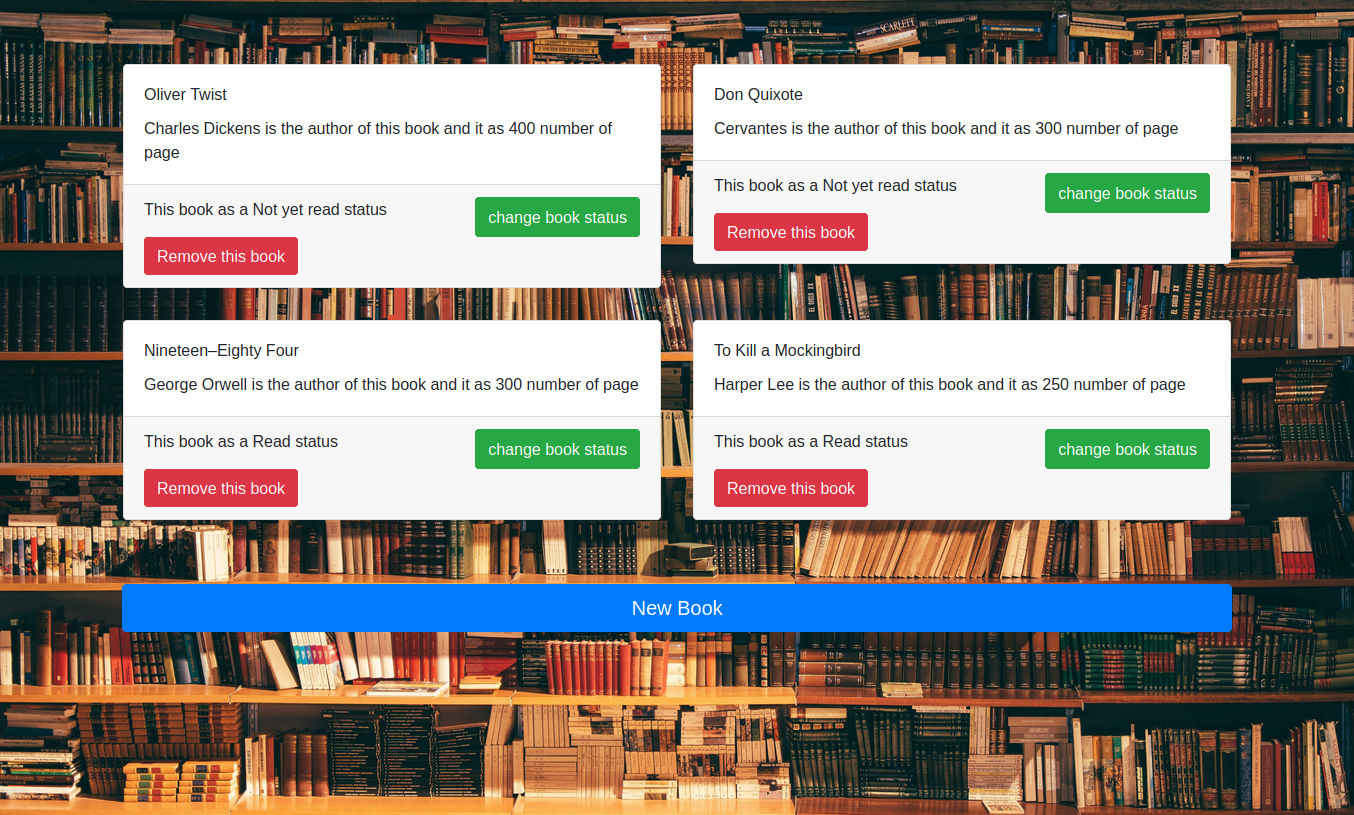 Oliver Twist
Charles Dickens is the author of this book and it as 400 number of
page
This book as a Not yet read status
change book status
Remove this book
Don Quixote
Cervantes is the author of this book and it as 300 number of page
This book as a Not yet read status
change book status
Remove this book
Nineteen–Eighty Four
George Orwell is the author of this book and it as 300 number of page
This book as a Read status
change book status
Remove this book
To Kill a Mockingbird
Harper Lee is the author of this book and it as 250 number of page
This book as a Read status
change book status
Remove this book
New Book
SCARLETT